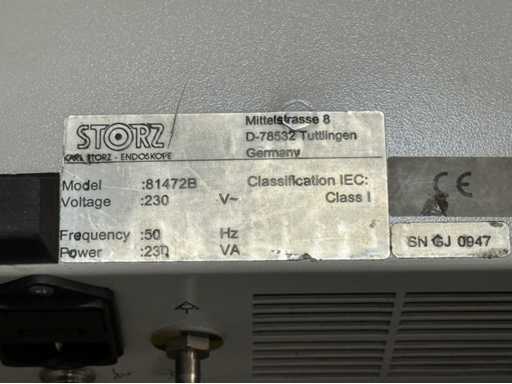 STORZ
KARL STORZ - ENDOSKOPE
Mittelstrasse 8
D-78532 Tuttlingen
Germany
Model :81472B
Voltage :230 V~
Frequency :50 Hz
Power :230 VA
Classification IEC:
Class I
CE
SN GJ 0947